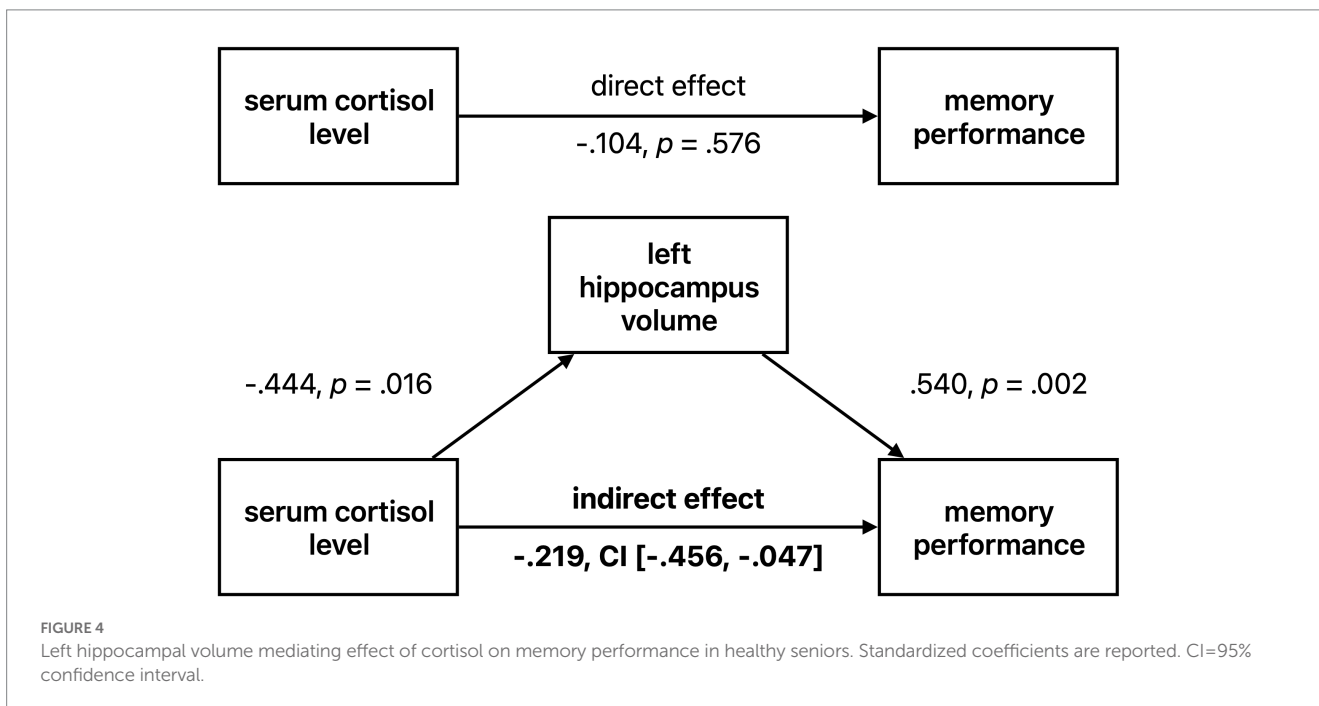 serum cortisol
level
direct effect
-.104, p = .576
memory
performance
left
hippocampus
volume
-.444, p = .016
.540, p = .002
serum cortisol
level
indirect effect
-.219, CI [-.456, -.047]
memory
performance
FIGURE 4
Left hippocampal volume mediating effect of cortisol on memory performance in healthy seniors. Standardized coefficients are reported. CI=95%
confidence interval.